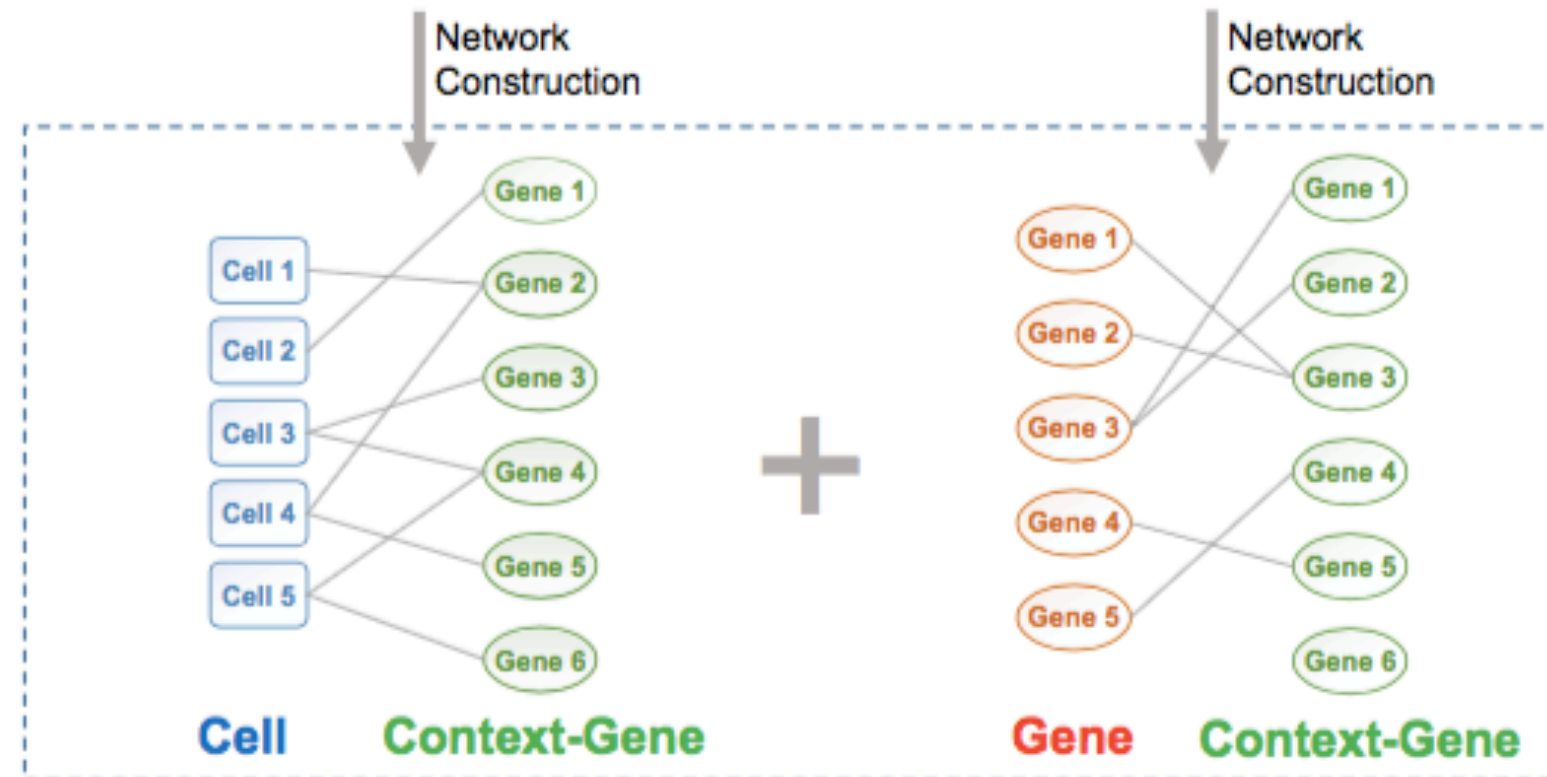 Network
Construction
Network
Construction
Cell 1
Cell 2
Cell 3
Cell 4
Cell 5
Gene 1
Gene 2
Gene 3
Gene 4
Gene 5
Gene 6
Cell
Context-Gene
+
Gene 1
Gene 2
Gene 3
Gene 4
Gene 5
Gene 1
Gene 2
Gene 3
Gene 4
Gene 5
Gene 6
Gene
Context-Gene